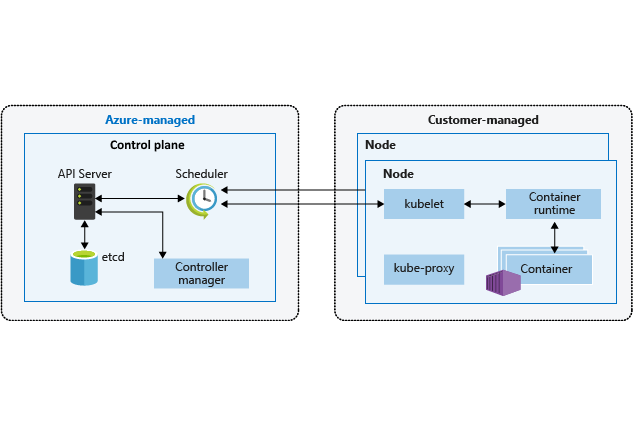 Azure-managed
Control plane
API Server
Scheduler
etcd
Controller
manager
Customer-managed
Node
Node
kubelet
Container
runtime
kube-proxy
Container